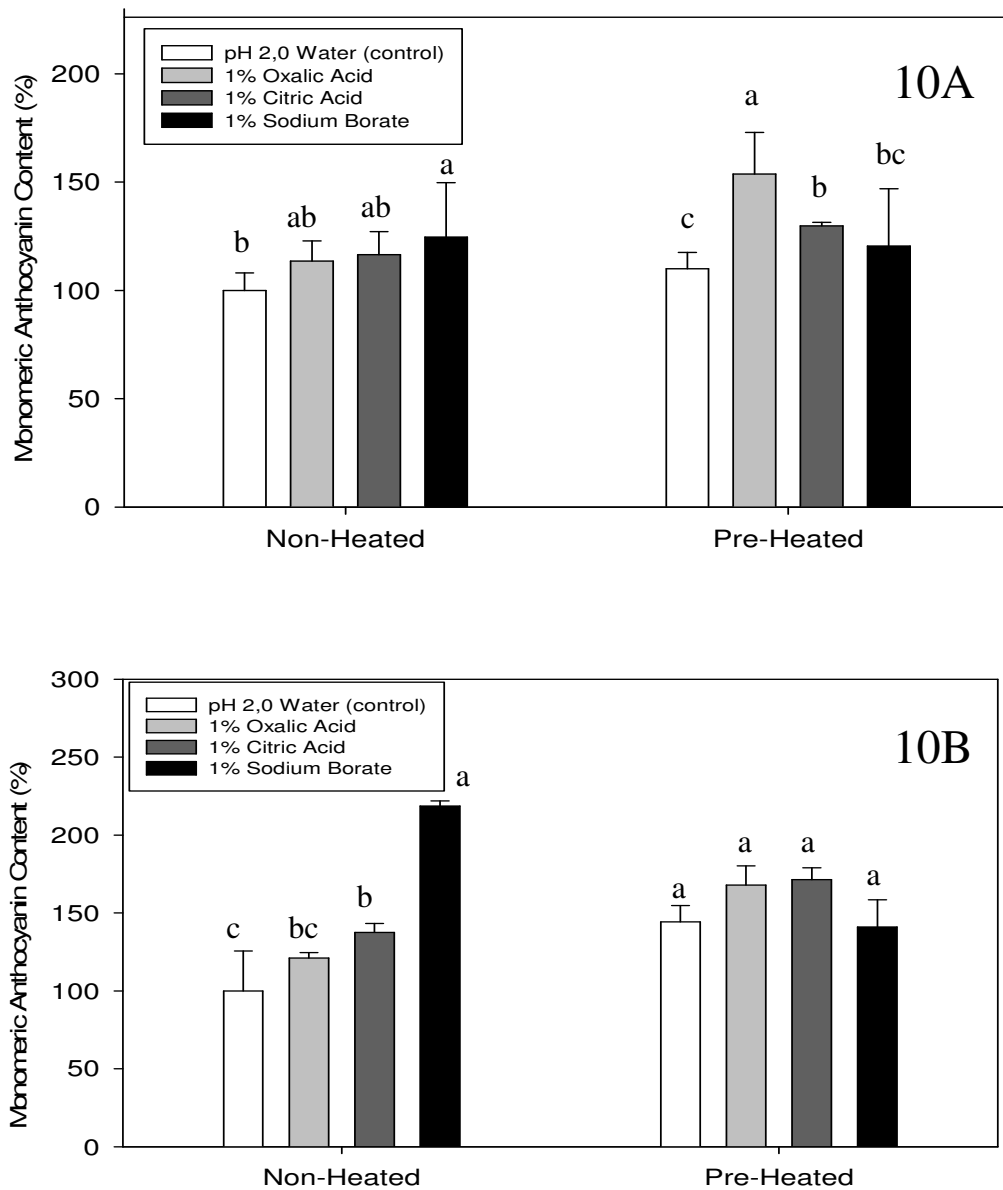 10A
Monomeric Anthocyanin Content (%)
200
150
100
50
0
pH 2,0 Water (control)
1% Oxalic Acid
1% Citric Acid
1% Sodium Borate
b
ab
ab
a
c
a
b
bc
Non-Heated
Pre-Heated
10B
Monomeric Anthocyanin Content (%)
300
250
200
150
100
50
0
pH 2,0 Water (control)
1% Oxalic Acid
1% Citric Acid
1% Sodium Borate
c
bc
b
a
a
a
a
a
Non-Heated
Pre-Heated